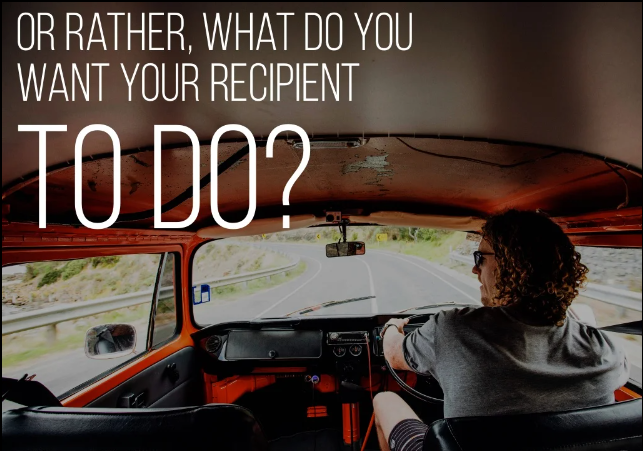 OR RATHER, WHAT DO YOU
WANT YOUR RECIPIENT
TO DO?